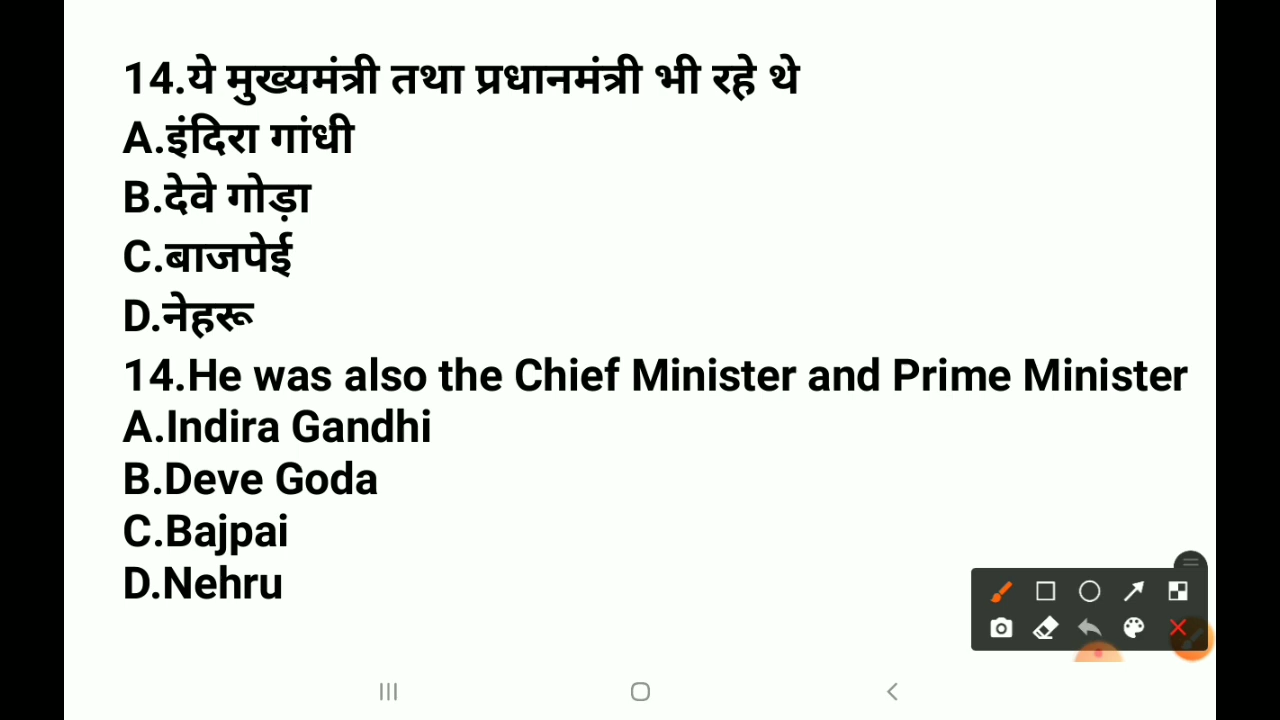 14.ये मुख्यमंत्री तथा प्रधानमंत्री भी रहे थे
A.इंदिरा गांधी
B.देवे गोड़ा
C.बाजपेई
D.नेहरू
14.He was also the Chief Minister and Prime Minister
A.Indira Gandhi
B.Deve Goda
C.Bajpai
D.Nehru